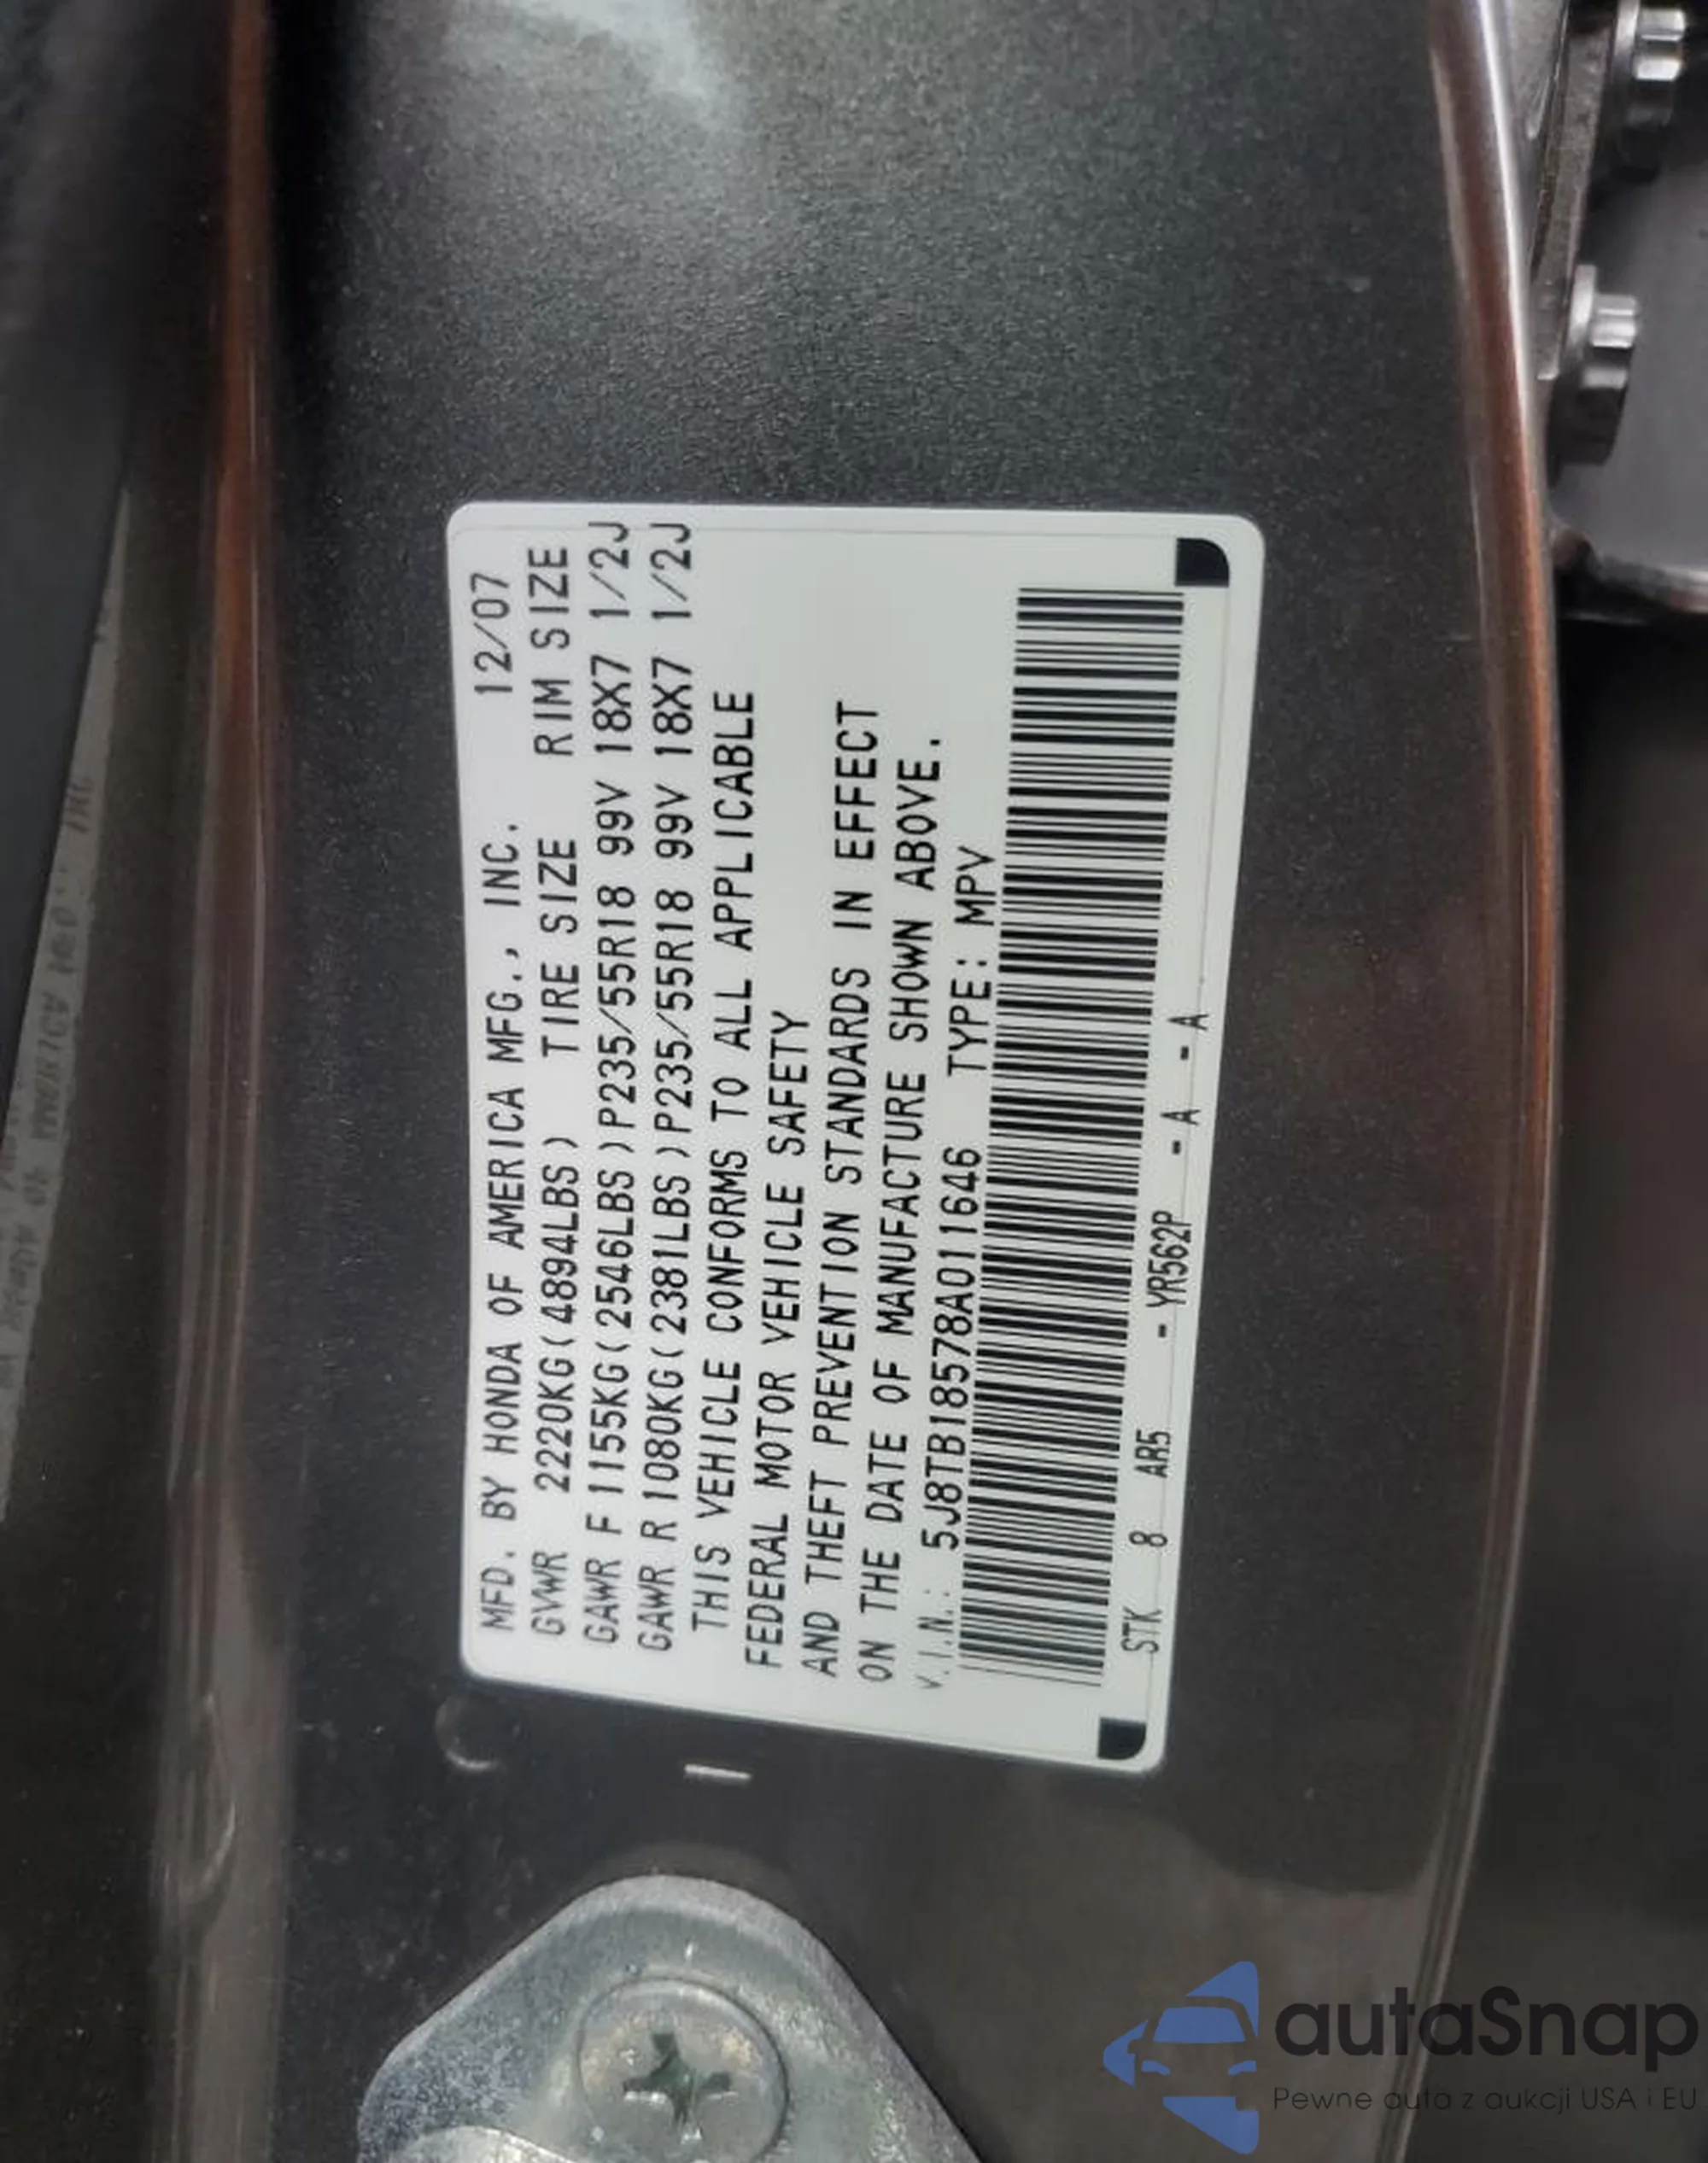 MFD. BY HONDA OF AMERICA MFG., INC. 12/07
GVWR 2220KG(4894LBS) TIRE SIZE RIM SIZE
GAWR F 1155KG(2546LBS)P235/55R18 99V 18X7 1/2J
GAWR R 1080KG(2381LBS)P235/55R18 99V 18X7 1/2J
THIS VEHICLE CONFORMS TO ALL APPLICABLE
FEDERAL MOTOR VEHICLE SAFETY
AND THEFT PREVENTION STANDARDS IN EFFECT
ON THE DATE OF MANUFACTURE SHOWN ABOVE.
V.I.N.: 5J8TB18578A011646 TYPE: MPV
STK 8 AR5 - YR562P - A - A
autaSnap
Pewne auta z aukcji USA i EU